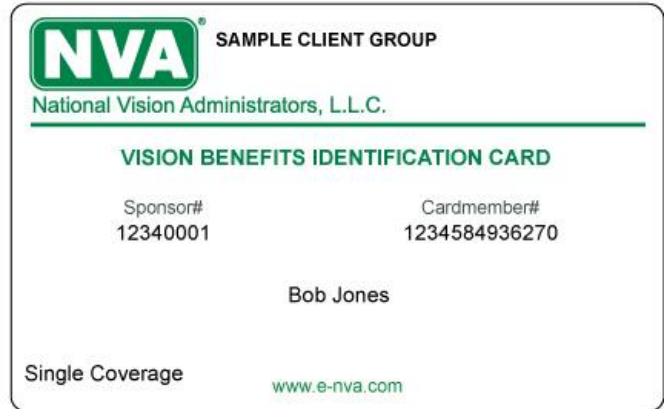 NVA®
SAMPLE CLIENT GROUP
National Vision Administrators, L.L.C.
VISION BENEFITS IDENTIFICATION CARD
Sponsor# Cardmember#
12340001 1234584936270
Bob Jones
Single Coverage
www.e-nva.com